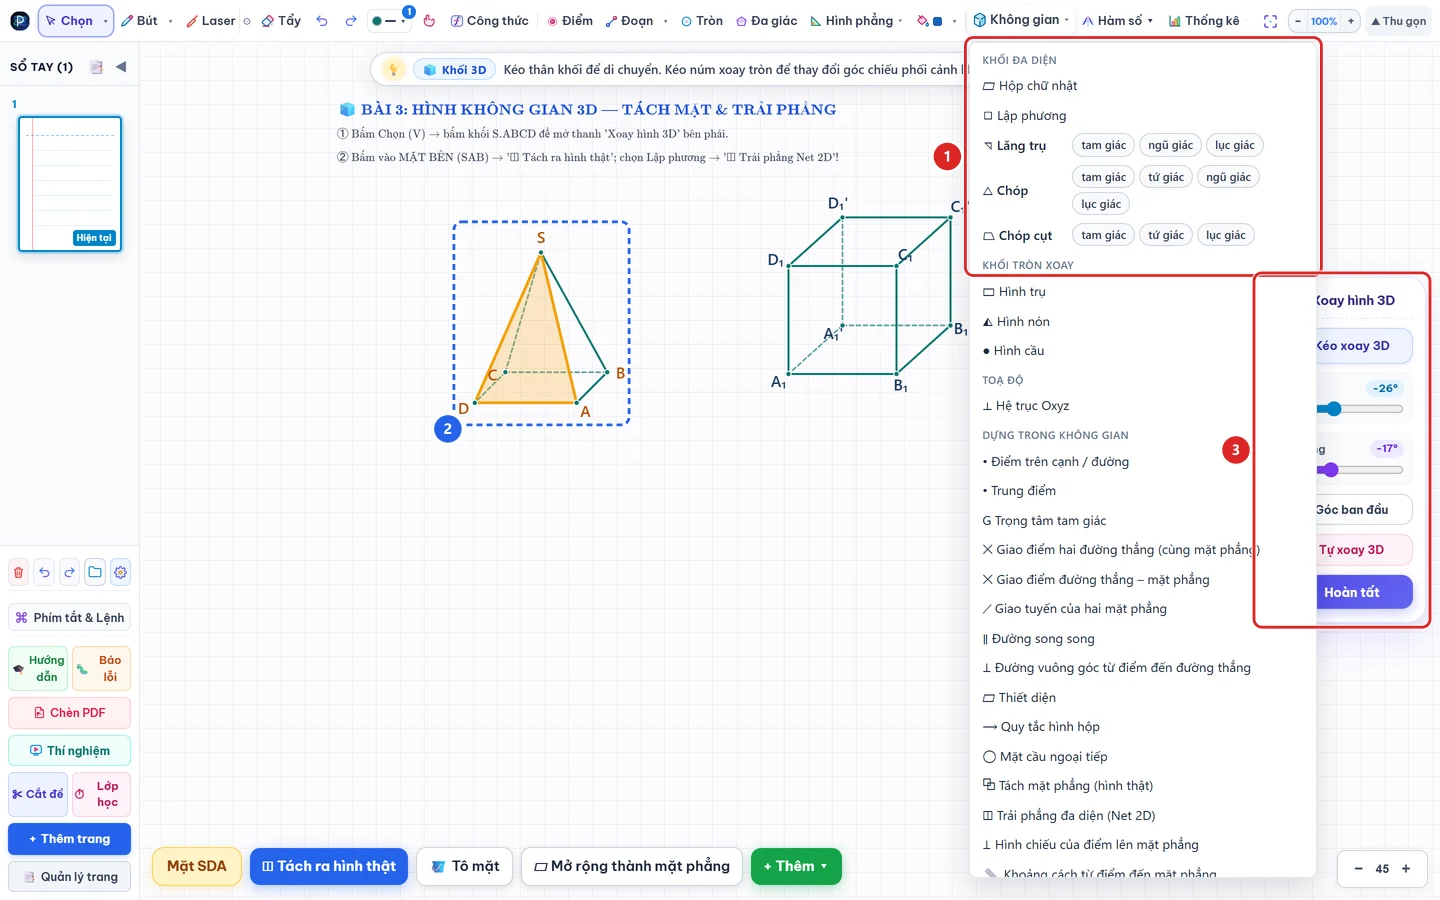 Chọn
Bút
Laser
Tẩy
1
Công thức
Điểm
Đoạn
Tròn
Đa giác
Hình phẳng
Không gian
Hàm số
Thống kê
− 100% +
▲ Thu gọn
SỔ TAY (1)
1
Hiện tại
Khối 3D
Kéo thân khối để di chuyển. Kéo núm xoay tròn để thay đổi góc chiếu phối cảnh
BÀI 3: HÌNH KHÔNG GIAN 3D — TÁCH MẶT & TRẢI PHẲNG
① Bấm Chọn (V) → bấm khối S.ABCD để mở thanh 'Xoay hình 3D' bên phải.
② Bấm vào MẶT BÊN (SAB) → '◫ Tách ra hình thật'; chọn Lập phương → '◫ Trải phẳng Net 2D'!
S
C
B
D
A
2
D₁'
C₁'
D₁
C₁
A₁'
B₁
A₁
B₁
1
KHỐI ĐA DIỆN
Hộp chữ nhật
Lập phương
Lăng trụ tam giác ngũ giác lục giác
Chóp tam giác tứ giác ngũ giác
lục giác
Chóp cụt tam giác tứ giác lục giác
KHỐI TRÒN XOAY
Hình trụ
Hình nón
Hình cầu
TOẠ ĐỘ
⊥ Hệ trục Oxyz
DỰNG TRONG KHÔNG GIAN
• Điểm trên cạnh / đường
• Trung điểm
G Trọng tâm tam giác
Giao điểm hai đường thẳng (cùng mặt phẳng)
Giao điểm đường thẳng – mặt phẳng
Giao tuyến của hai mặt phẳng
∥ Đường song song
⊥ Đường vuông góc từ điểm đến đường thẳng
Thiết diện
⟶ Quy tắc hình hộp
Mặt cầu ngoại tiếp
Tách mặt phẳng (hình thật)
◫ Trải phẳng đa diện (Net 2D)
⊥ Hình chiếu của điểm lên mặt phẳng
Khoảng cách từ điểm đến mặt phẳng
3
Xoay hình 3D
Kéo xoay 3D
-26°
ng -17°
Góc ban đầu
Tự xoay 3D
Hoàn tất
Phím tắt & Lệnh
Hướng dẫn
Báo lỗi
Chèn PDF
Thí nghiệm
Cắt đề
Lớp học
+ Thêm trang
Quản lý trang
Mặt SDA
◫ Tách ra hình thật
Tô mặt
Mở rộng thành mặt phẳng
+ Thêm ▾
− 45 +